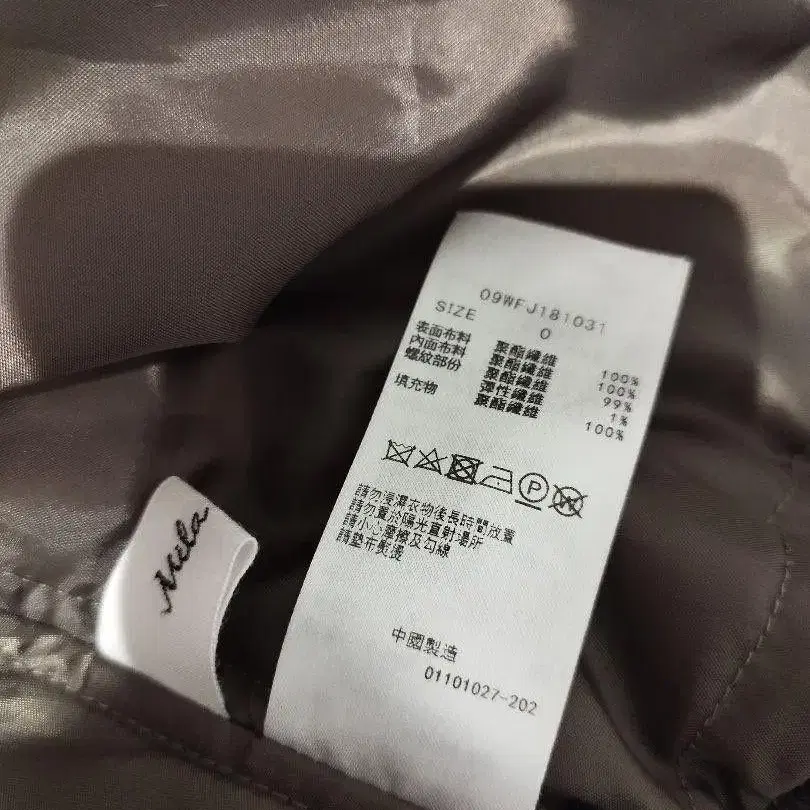 09WFJ181031
SIZE 0
表面布料 聚酯纖維 100%
內面布料 聚酯纖維 100%
螺紋部份 聚酯纖維 99%
彈性纖維 1%
填充物 聚酯纖維 100%
P
W
請勿浸濕衣物後長時間放置
請勿置於陽光直射場所
請小心摩擦及勾線
請墊布熨燙
中國製造
01101027-202
Mila